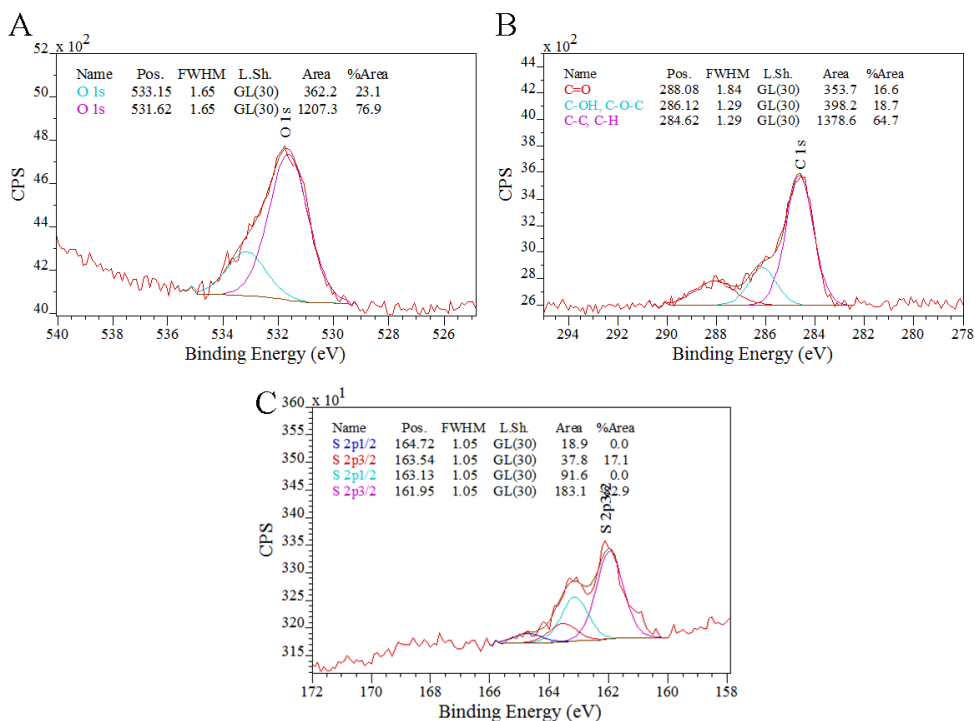 A
52 x 10²
Name Pos. FWHM L.Sh. Area %Area
O 1s 533.15 1.65 GL(30) 362.2 23.1
O 1s 531.62 1.65 GL(30) 1207.3 76.9
50
48
46
44
42
40
CPS
O 1s
540 538 536 534 532 530 528 526
Binding Energy (eV)
B
44 x 10²
Name Pos. FWHM L.Sh. Area %Area
C=O 288.08 1.84 GL(30) 353.7 16.6
C-OH, C-O-C 286.12 1.29 GL(30) 398.2 18.7
C-C, C-H 284.62 1.29 GL(30) 1378.6 64.7
42
40
38
36
34
32
30
28
26
CPS
C 1s
294 292 290 288 286 284 282 280 278
Binding Energy (eV)
C
360 x 10¹
Name Pos. FWHM L.Sh. Area %Area
S 2p1/2 164.72 1.05 GL(30) 18.9 0.0
S 2p3/2 163.54 1.05 GL(30) 37.8 17.1
S 2p1/2 163.13 1.05 GL(30) 91.6 0.0
S 2p3/2 161.95 1.05 GL(30) 183.1
355
350
345
340
335
330
325
320
315
CPS
S 2p3/2
172 170 168 166 164 162 160 158
Binding Energy (eV)